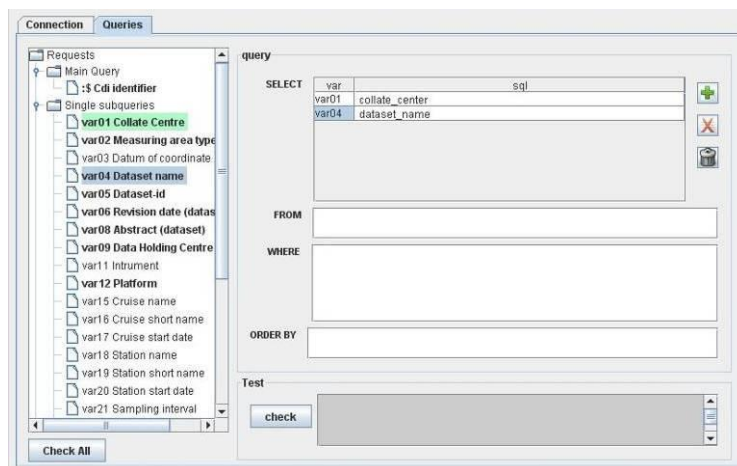 Connection Queries
Requests
Main Query
:$ Cdi identifier
Single subqueries
var01 Collate Centre
var02 Measuring area type
var03 Datum of coordinate
var04 Dataset name
var05 Dataset-id
var06 Revision date (datas
var08 Abstract (dataset)
var09 Data Holding Centre
var11 Intrument
var12 Platform
var15 Cruise name
var16 Cruise short name
var17 Cruise start date
var18 Station name
var19 Station short name
var20 Station start date
var21 Sampling interval
Check All
query
SELECT
var sql
var01 collate_center
var04 dataset_name
FROM
WHERE
ORDER BY
Test
check